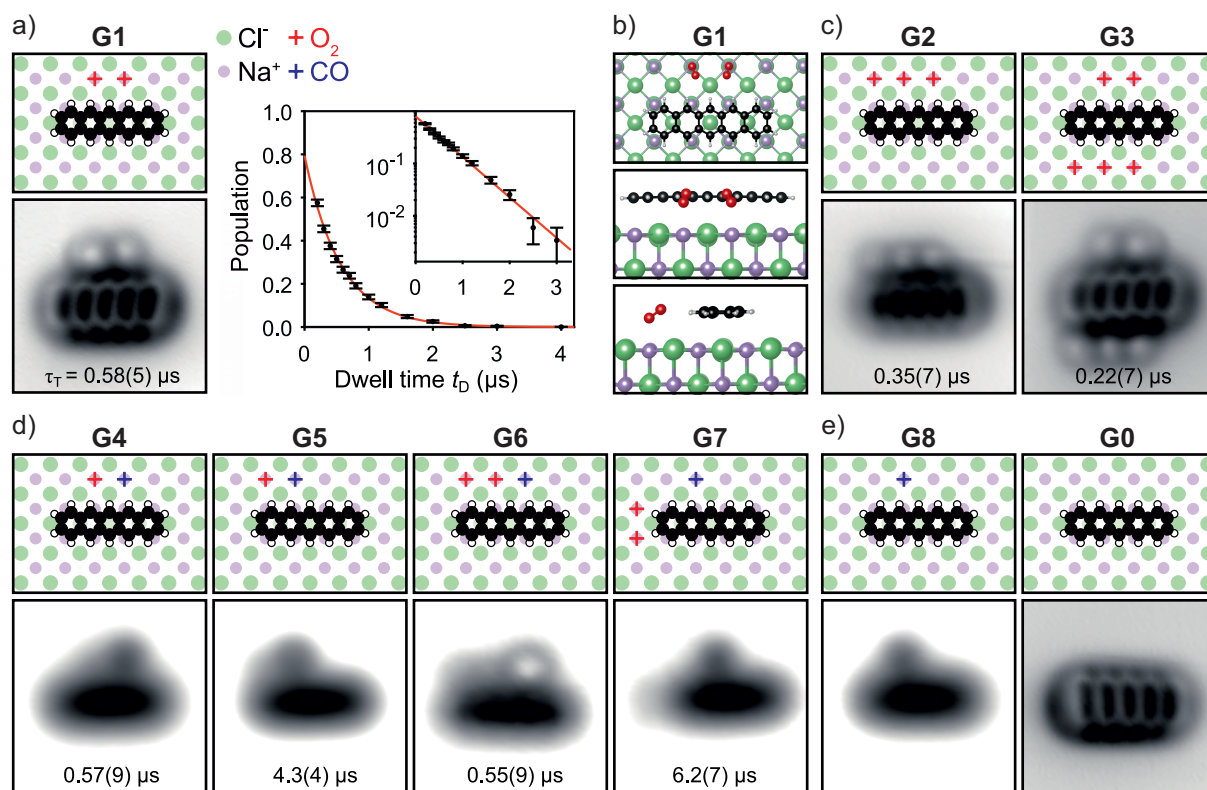 a)
G1
Cl⁻ + O₂
Na⁺ + CO
τT = 0.58(5) µs
Population
1.0
0.8
0.6
0.4
0.2
0.0
0 1 2 3 4
Dwell time tD (µs)
10⁻¹
10⁻²
0 1 2 3
b)
G1
c)
G2
G3
0.35(7) µs
0.22(7) µs
d)
G4
G5
G6
G7
0.57(9) µs
4.3(4) µs
0.55(9) µs
6.2(7) µs
e)
G8
G0